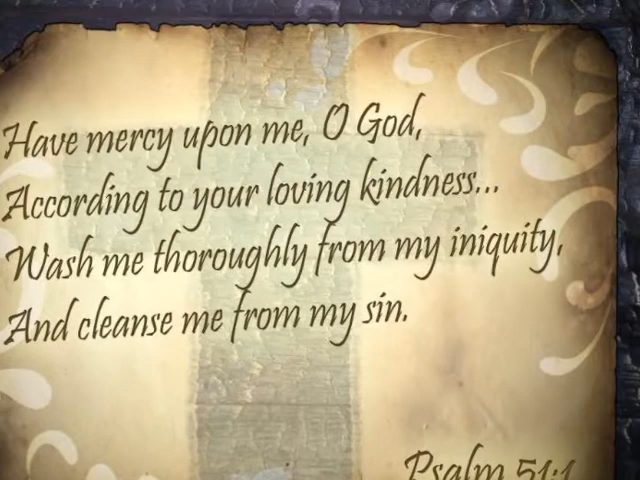 Have mercy upon me, O God,
According to your loving kindness...
Wash me thoroughly from my iniquity,
And cleanse me from my sin.
Psalm 51:1